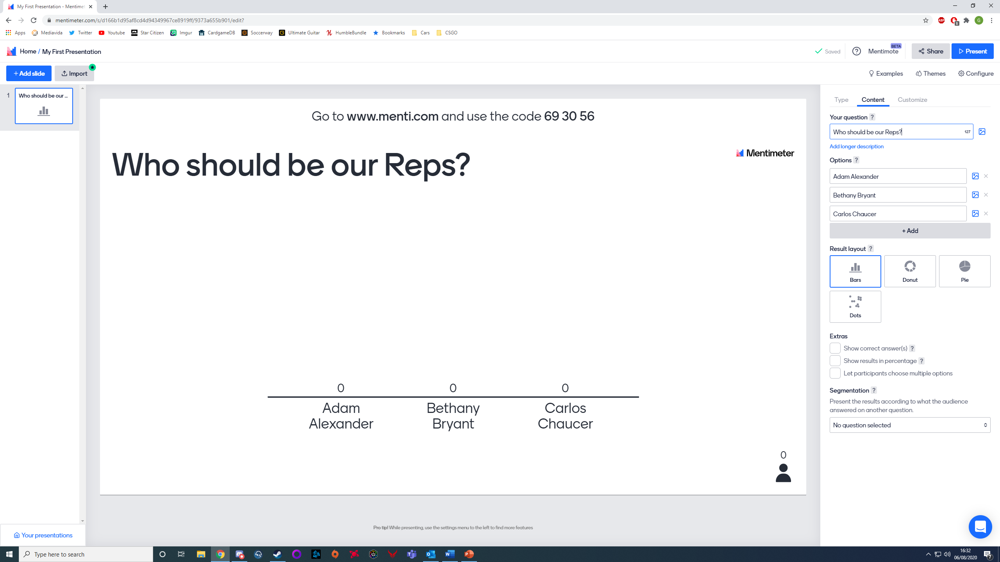 My First Presentation - Mentimet
mentimeter.com/s/d166b1d95af8cd4d94349967ce8919ff/9373a655b901/edit?
ABP
1
G
Apps
Mediavida
Twitter
Youtube
Star Citizen
Imgur
CardgameDB
Soccerway
Ultimate Guitar
HumbleBundle
Bookmarks
Cars
CSGO
Home / My First Presentation
Saved
Mentimote
BETA
Share
Present
+ Add slide
Import
Examples
Themes
Configure
1
Who should be our ...
Go to www.menti.com and use the code 69 30 56
Who should be our Reps?
Mentimeter
0
0
0
Adam Alexander
Bethany Bryant
Carlos Chaucer
0
Pro tip! While presenting, use the settings menu to the left to find more features
Your presentations
Type
Content
Customize
Your question ?
Who should be our Reps?
127
Add longer description
Options ?
Adam Alexander
Bethany Bryant
Carlos Chaucer
+ Add
Result layout ?
Bars
Donut
Pie
Dots
Extras
Show correct answer(s) ?
Show results in percentage ?
Let participants choose multiple options
Segmentation ?
Present the results according to what the audience
answered on another question.
No question selected
Type here to search
16:32
06/08/2020
7